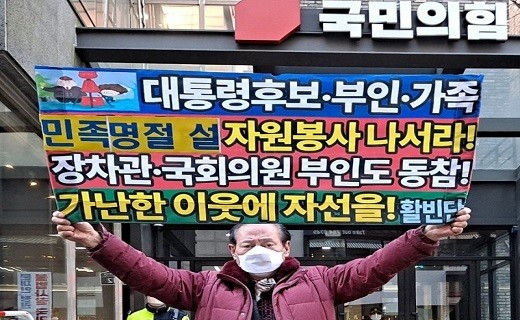 국민의힘
대통령후보·부인·가족
민족명절 설 자원봉사 나서라!
장차관·국회의원 부인도 동참!
가난한 이웃에 자선을! 활빈단